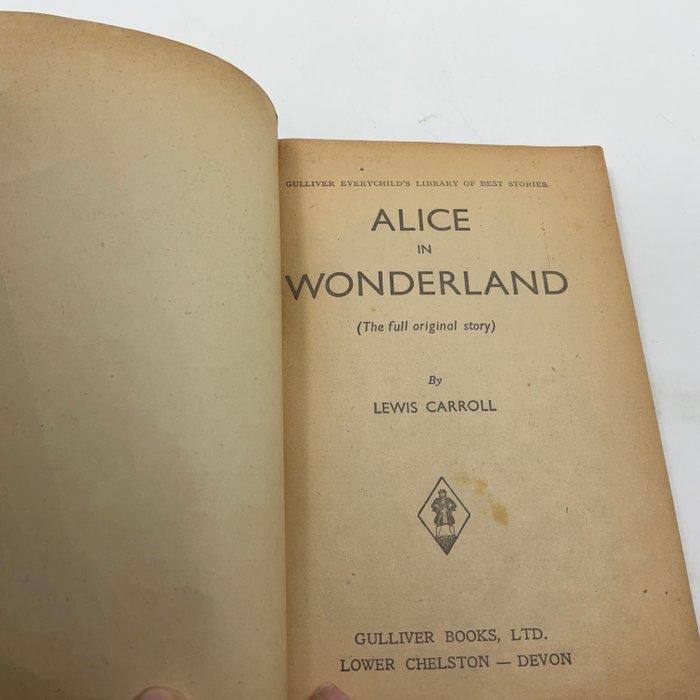 GULLIVER EVERYCHILD'S LIBRARY OF BEST STORIES.
ALICE
IN
WONDERLAND
(The full original story)
By
LEWIS CARROLL
GULLIVER BOOKS, LTD.
LOWER CHELSTON — DEVON